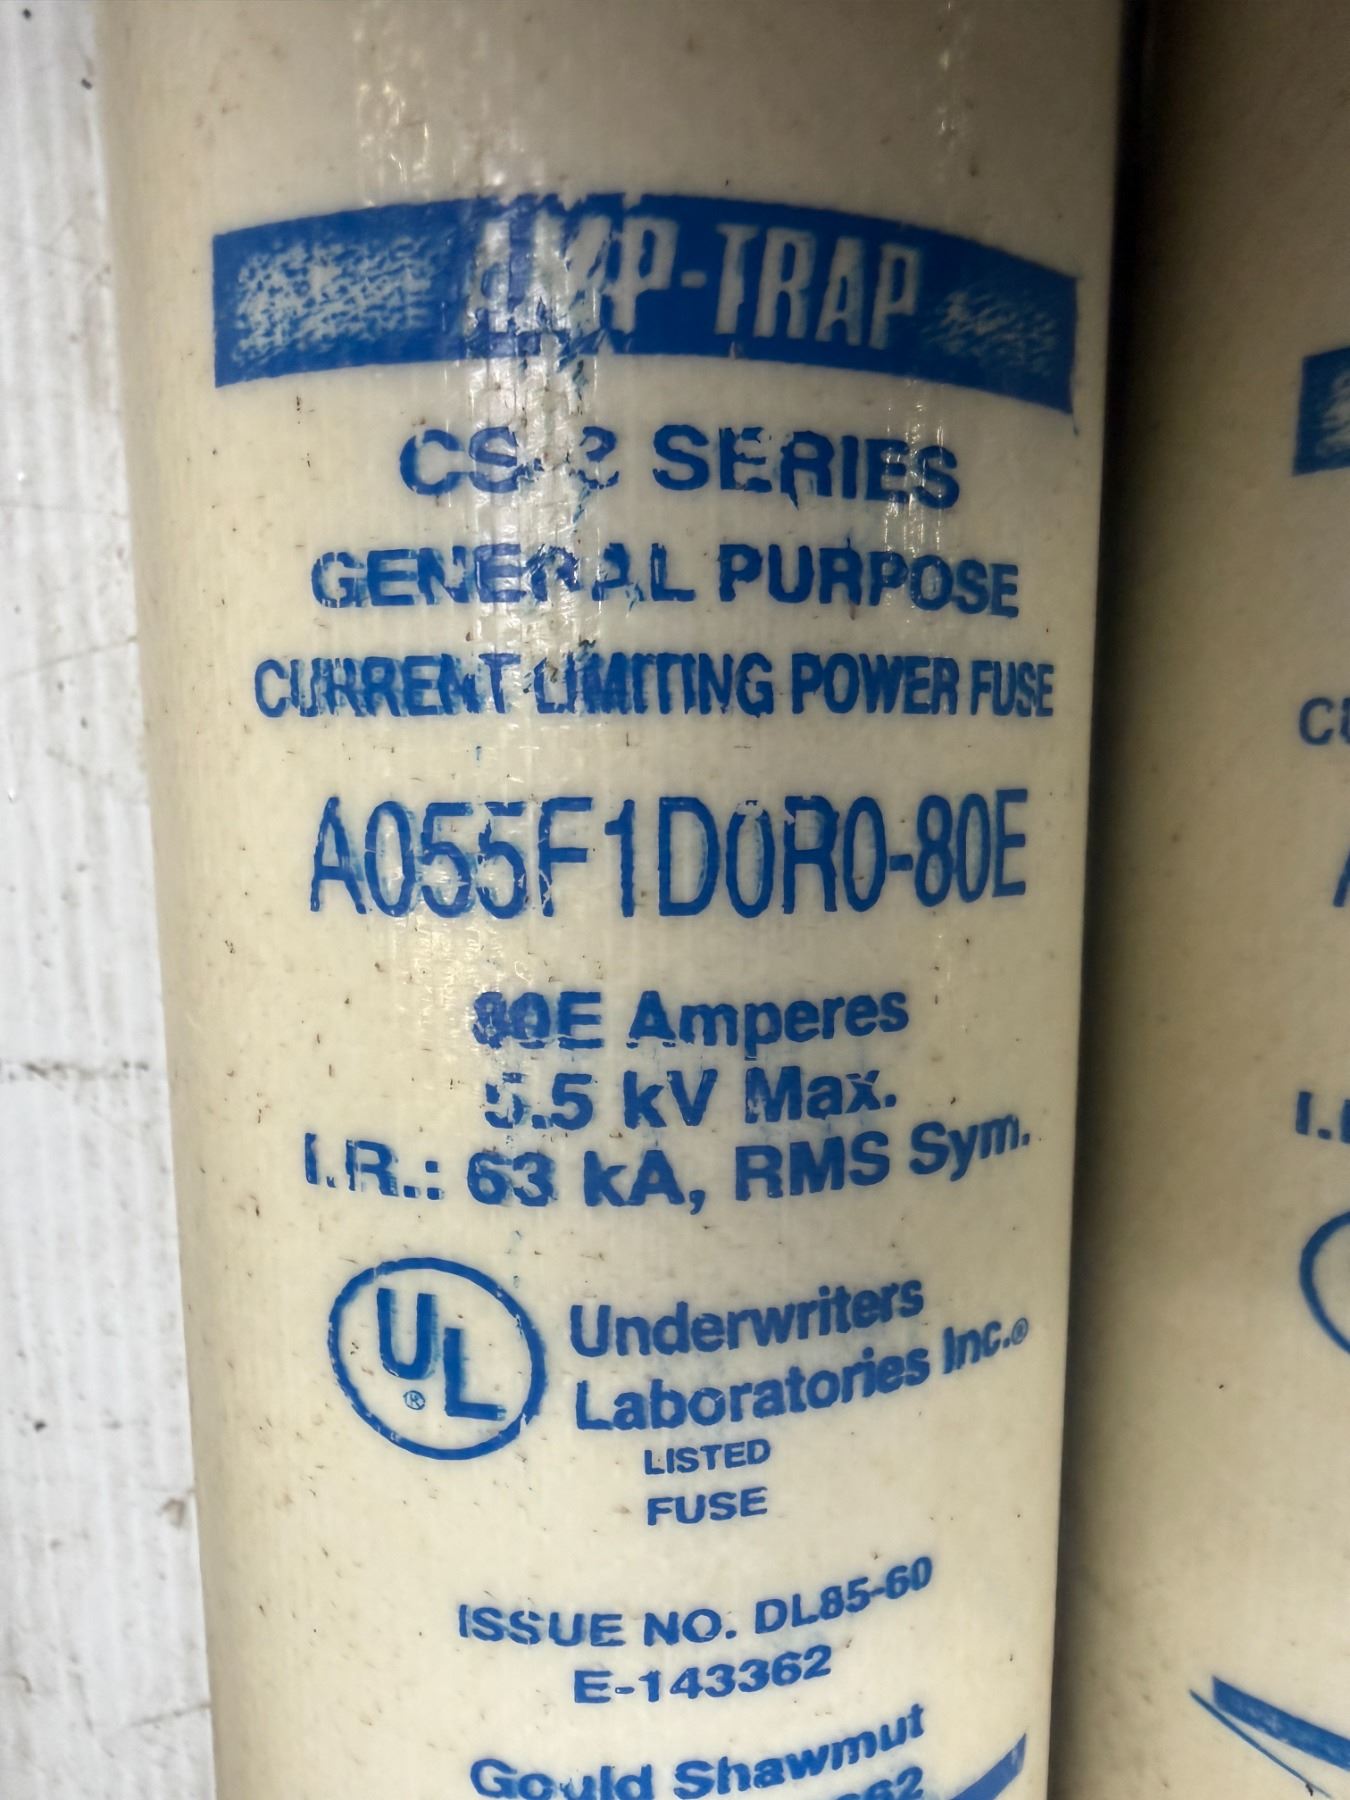 AMP-TRAP
CS-3 SERIES
GENERAL PURPOSE
CURRENT LIMITING POWER FUSE
A055F1D0R0-80E
80E Amperes
5.5 kV Max.
I.R.: 63 kA, RMS Sym.
UL
®
Underwriters
Laboratories Inc.®
LISTED
FUSE
ISSUE NO. DL85-60
E-143362
Gould Shawmut